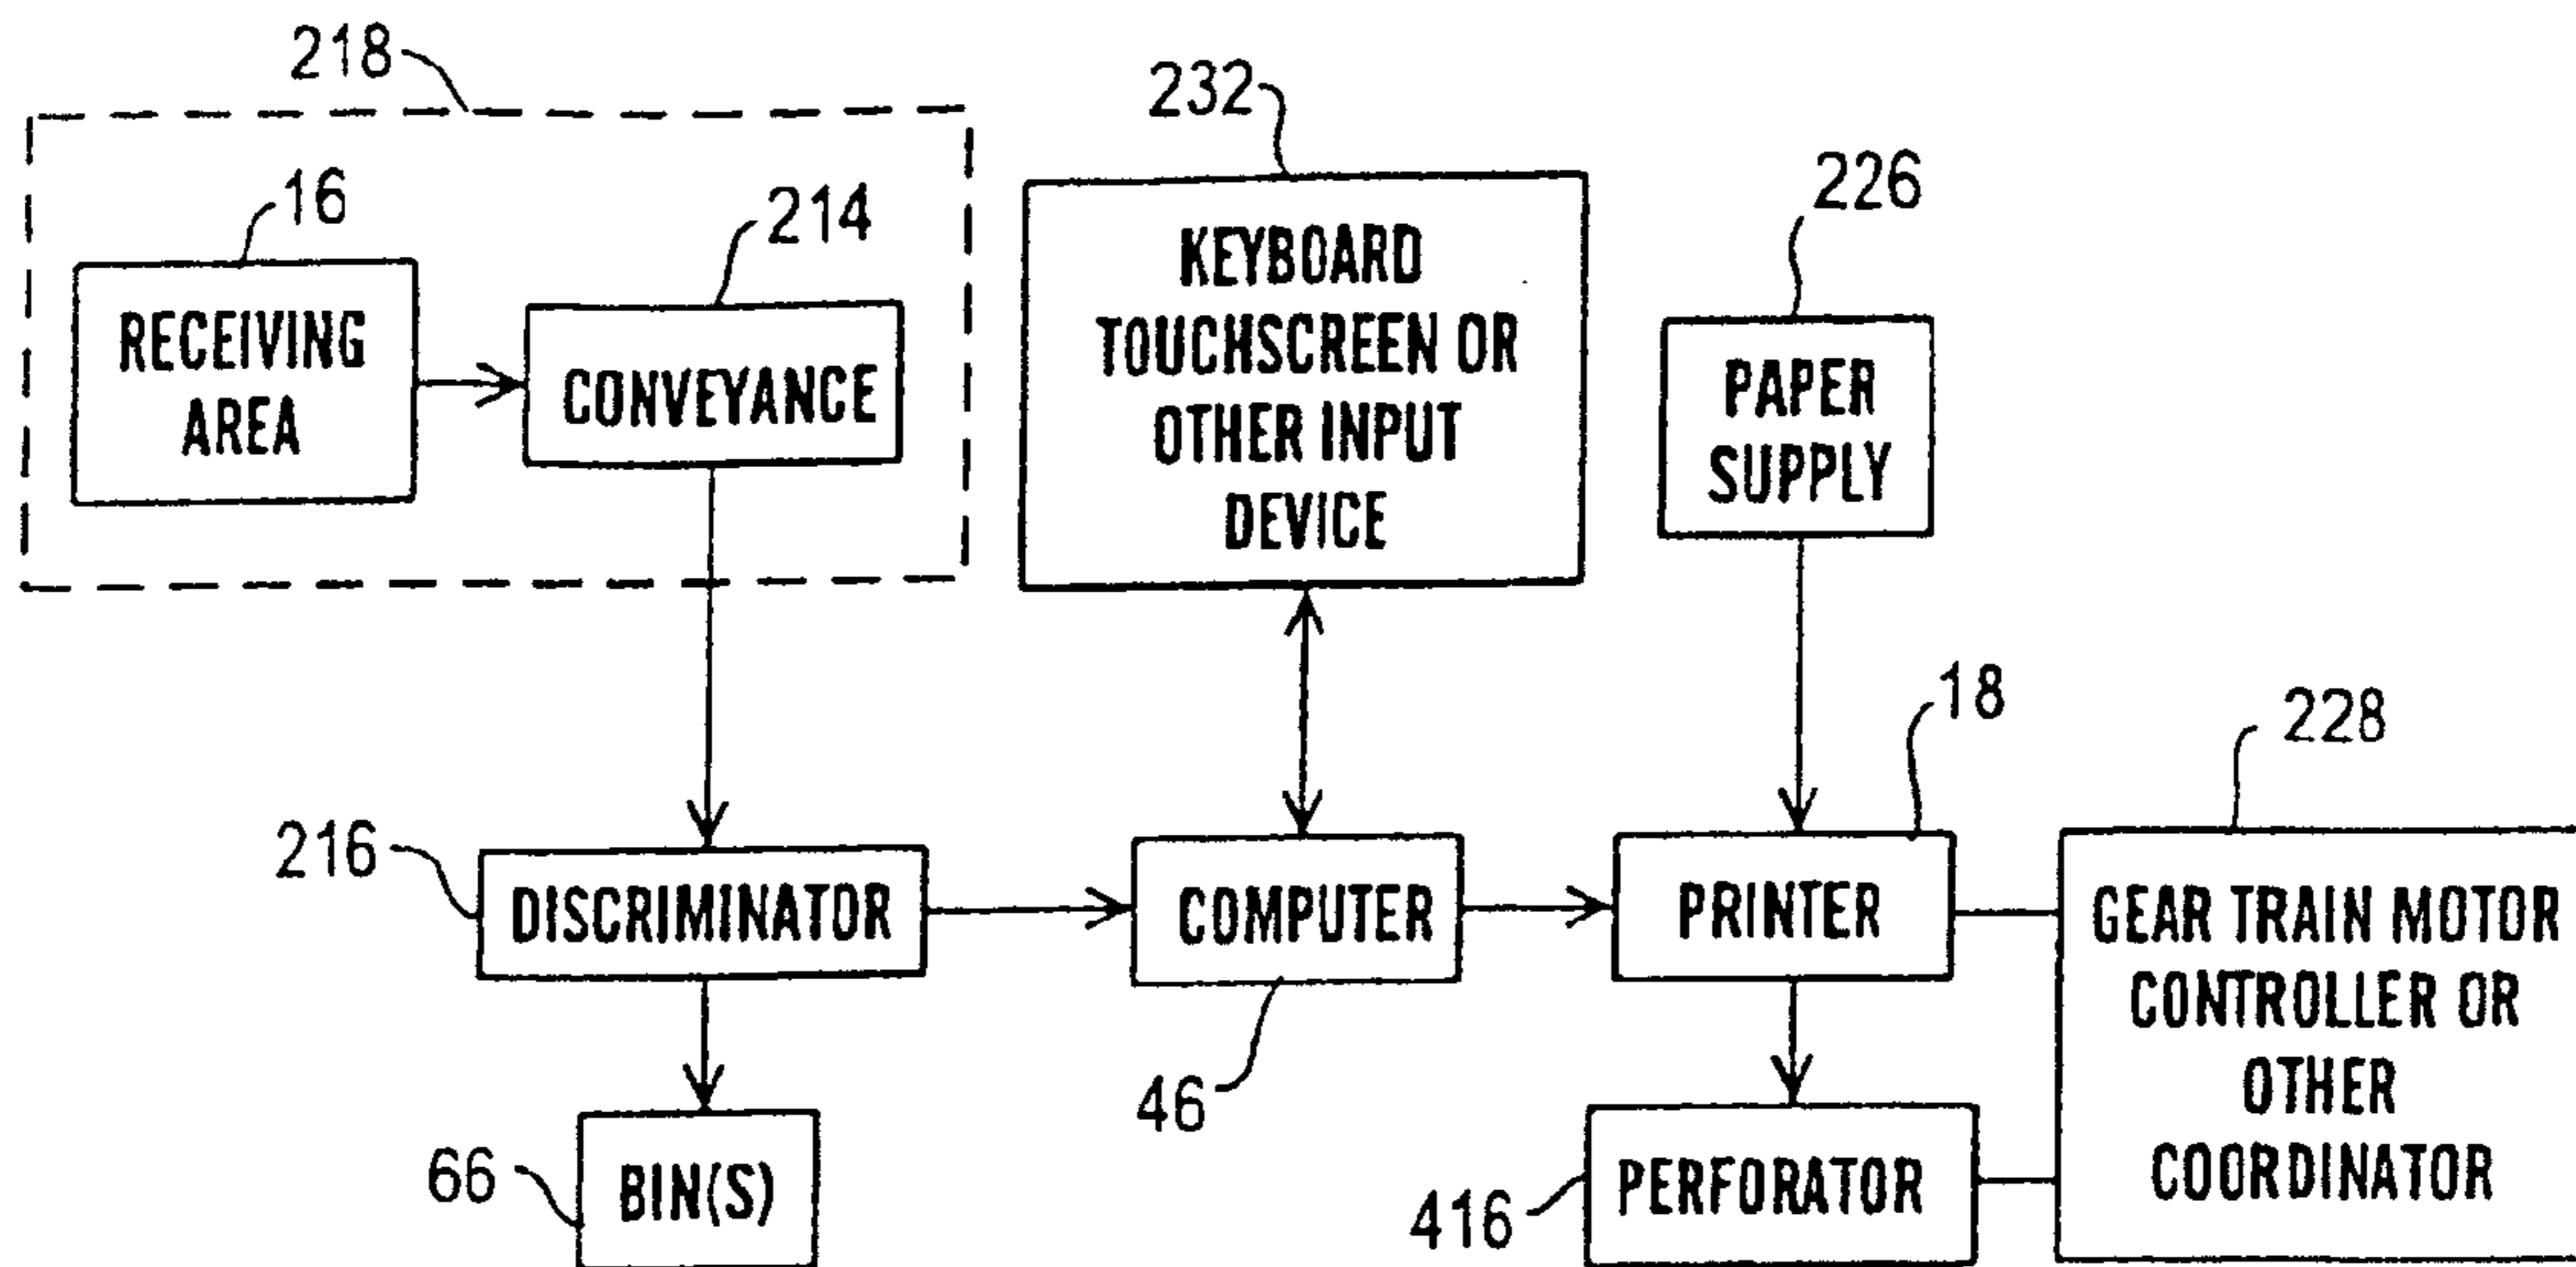 218
16
RECEIVING
AREA
214
CONVEYANCE
232
KEYBOARD
TOUCHSCREEN OR
OTHER INPUT
DEVICE
226
PAPER
SUPPLY
216
DISCRIMINATOR
66
BIN(S)
COMPUTER
46
18
PRINTER
416
PERFORATOR
228
GEAR TRAIN MOTOR
CONTROLLER OR
OTHER
COORDINATOR